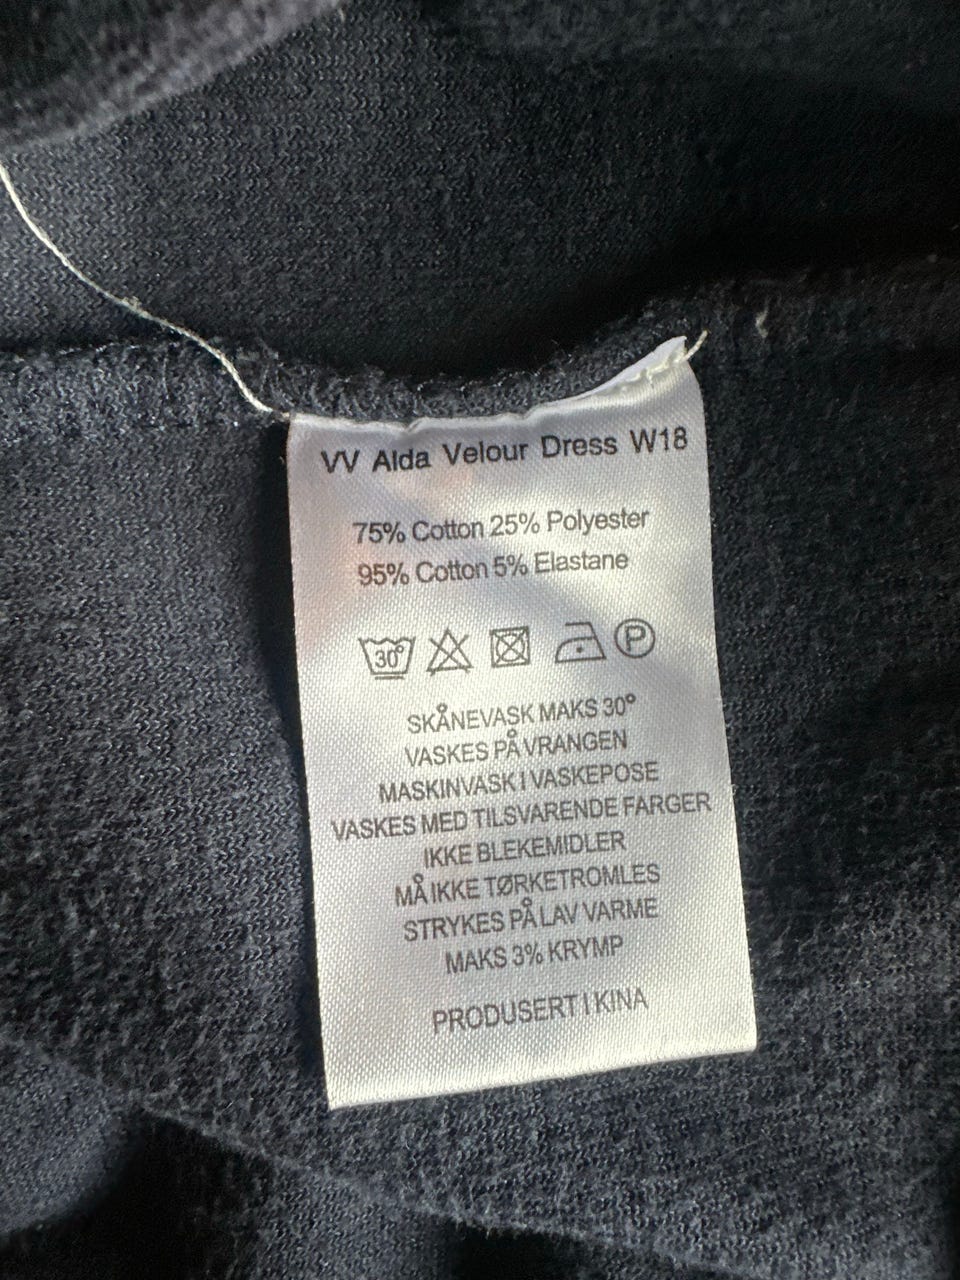 VV Alda Velour Dress W18
75% Cotton 25% Polyester
95% Cotton 5% Elastane
30° P
SKÅNEVASK MAKS 30°
VASKES PÅ VRANGEN
MASKINVASK I VASKEPOSE
VASKES MED TILSVARENDE FARGER
IKKE BLEKEMIDLER
MÅ IKKE TØRKETROMLES
STRYKES PÅ LAV VARME
MAKS 3% KRYMP
PRODUSERT I KINA